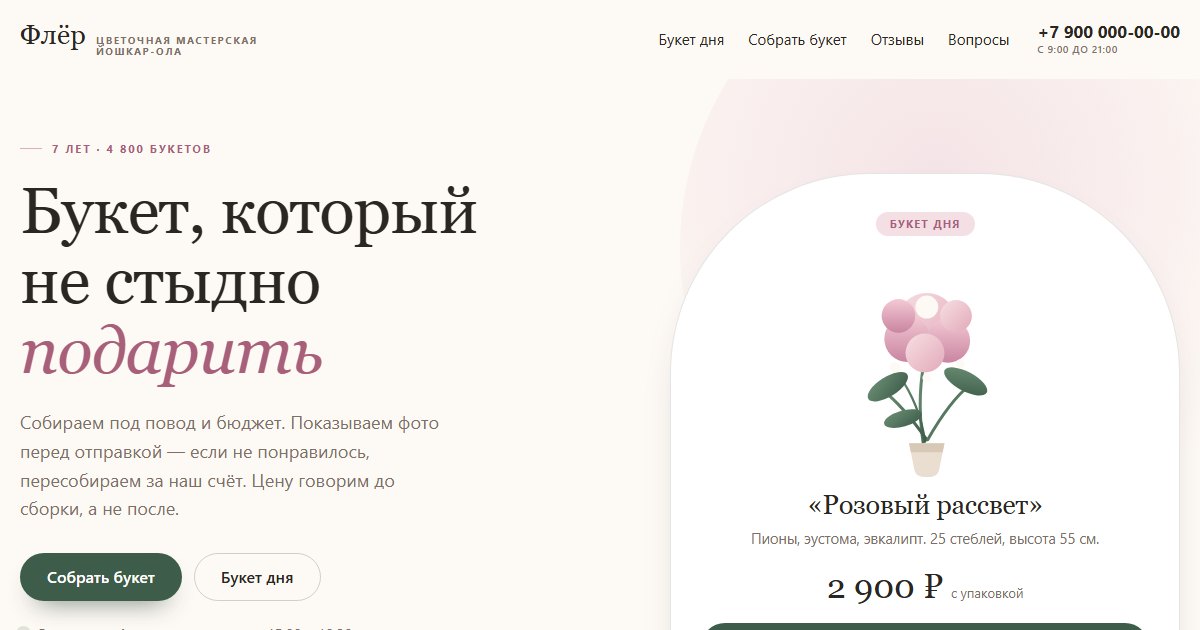 Флёр
ЦВЕТОЧНАЯ МАСТЕРСКАЯ
ЙОШКАР-ОЛА
Букет дня
Собрать букет
Отзывы
Вопросы
+7 900 000-00-00
С 9:00 ДО 21:00
7 ЛЕТ · 4 800 БУКЕТОВ
Букет, который
не стыдно
подарить
Собираем под повод и бюджет. Показываем фото
перед отправкой — если не понравилось,
пересобираем за наш счёт. Цену говорим до
сборки, а не после.
Собрать букет
Букет дня
БУКЕТ ДНЯ
«Розовый рассвет»
Пионы, эустома, эвкалипт. 25 стеблей, высота 55 см.
2 900 ₽ с упаковкой